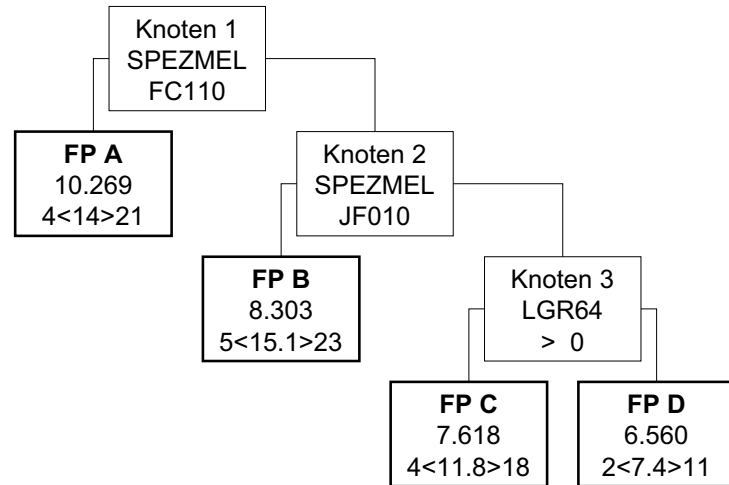 Knoten 1
SPEZMEL
FC110
FP A
10.269
4<14>21
Knoten 2
SPEZMEL
JF010
FP B
8.303
5<15.1>23
Knoten 3
LGR64
> 0
FP C
7.618
4<11.8>18
FP D
6.560
2<7.4>11